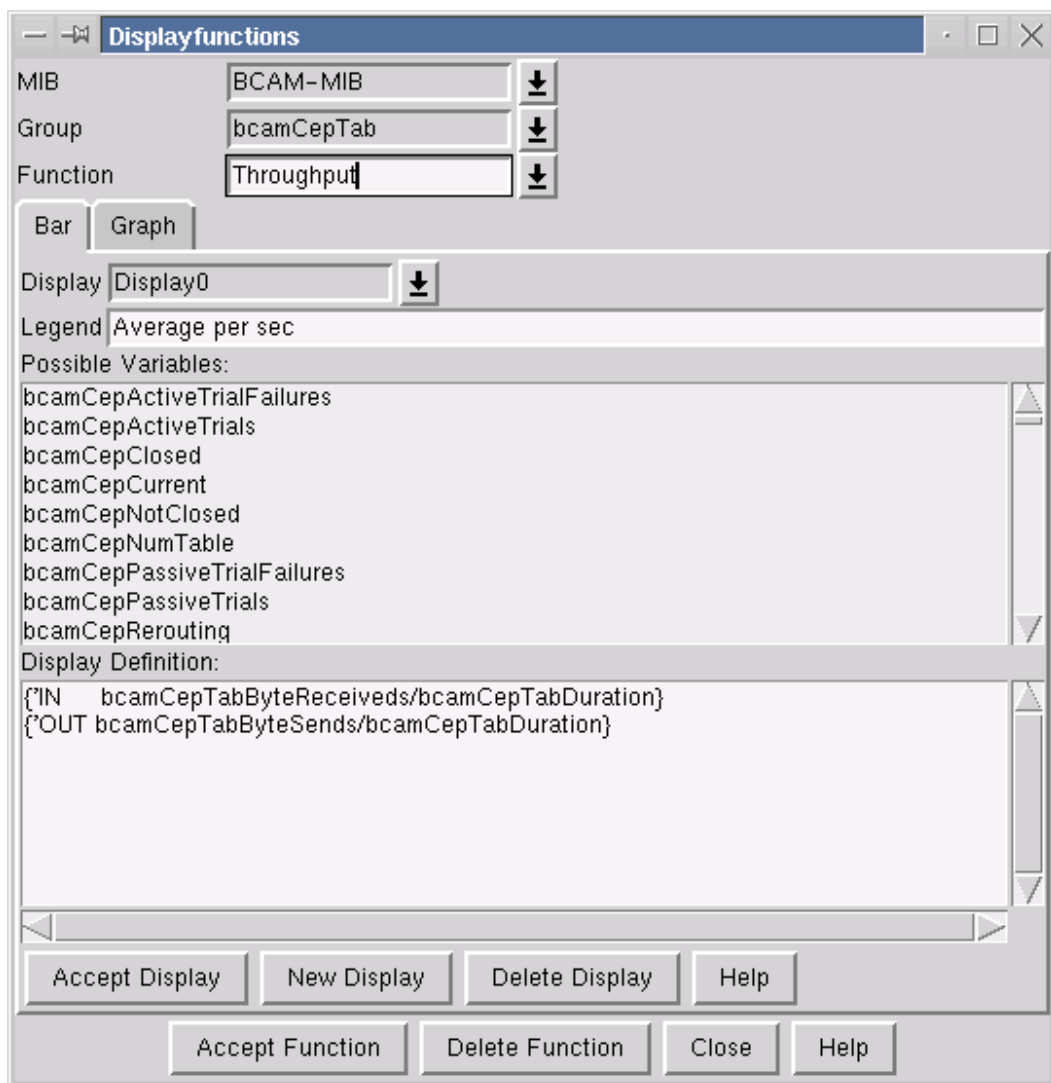 Displayfunctions
MIB BCAM-MIB
Group bcamCepTab
Function Throughput
Bar Graph
Display Display0
Legend Average per sec
Possible Variables:
bcamCepActiveTrialFailures
bcamCepActiveTrials
bcamCepClosed
bcamCepCurrent
bcamCepNotClosed
bcamCepNumTable
bcamCepPassiveTrialFailures
bcamCepPassiveTrials
bcamCepRerouting
Display Definition:
{'IN bcamCepTabByteReceiveds/bcamCepTabDuration}
{'OUT bcamCepTabByteSends/bcamCepTabDuration}
Accept Display New Display Delete Display Help
Accept Function Delete Function Close Help